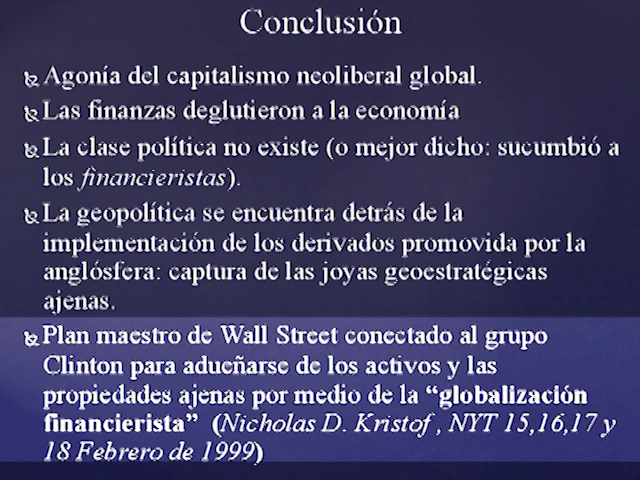 Conclusión
Agonía del capitalismo neoliberal global.
Las finanzas deglutieron a la economía
La clase política no existe (o mejor dicho: sucumbió a
los financieristas).
La geopolítica se encuentra detrás de la
implementación de los derivados promovida por la
anglósfera: captura de las joyas geoestratégicas
ajenas.
Plan maestro de Wall Street conectado al grupo
Clinton para adueñarse de los activos y las
propiedades ajenas por medio de la “globalización
financierista” (Nicholas D. Kristof , NYT 15,16,17 y
18 Febrero de 1999)